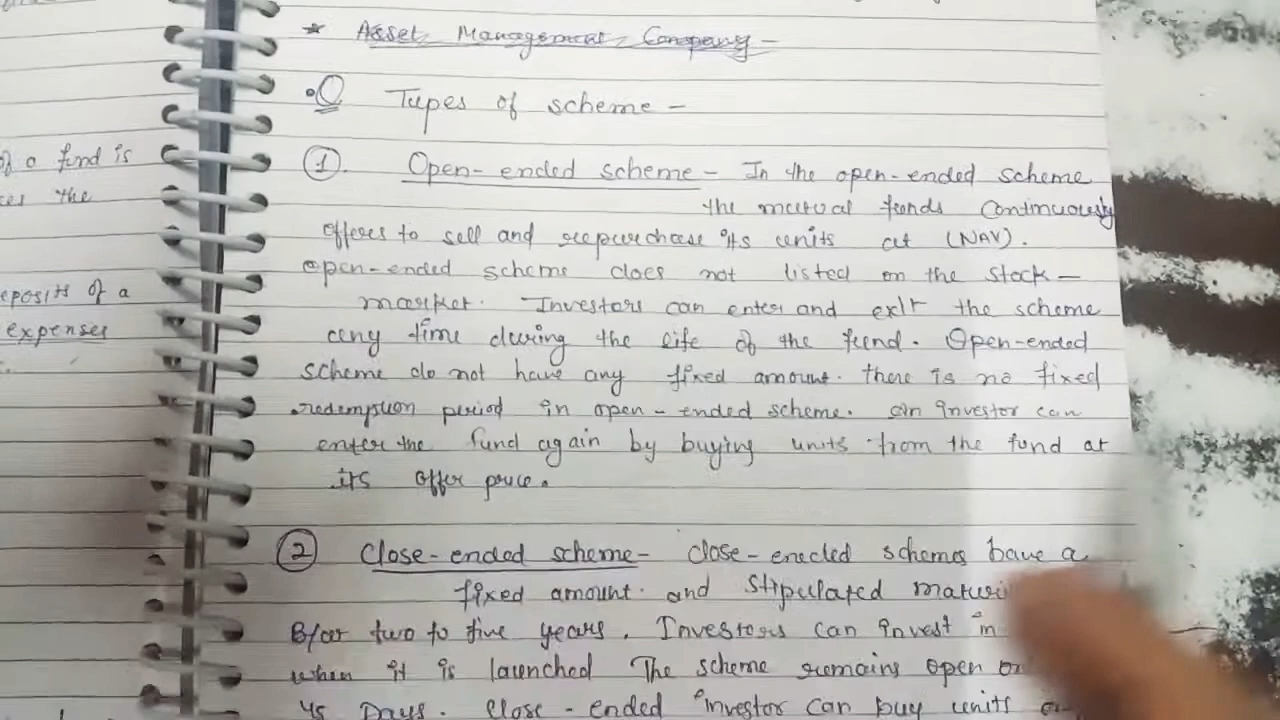 of a fund is
the
eposits of a
expenses
* Asset Management Company -
Q Types of scheme -
1. Open-ended scheme - In the open-ended scheme
the mutual funds continuously
offers to sell and repurchase its units at (NAV).
Open-ended scheme does not listed on the stock-
market. Investors can enter and exit the scheme
any time during the life of the fund. Open-ended
scheme do not have any fixed amount. there is no fixed
redemption period in open-ended scheme. an investor can
enter the fund again by buying units from the fund at
its offer price.
2 Close-ended scheme - Close-ended schemes have a
fixed amount and stipulated
B/w two to five years. Investors can invest in
when it is launched The scheme remains open
45 Days. Close-ended investor can buy units